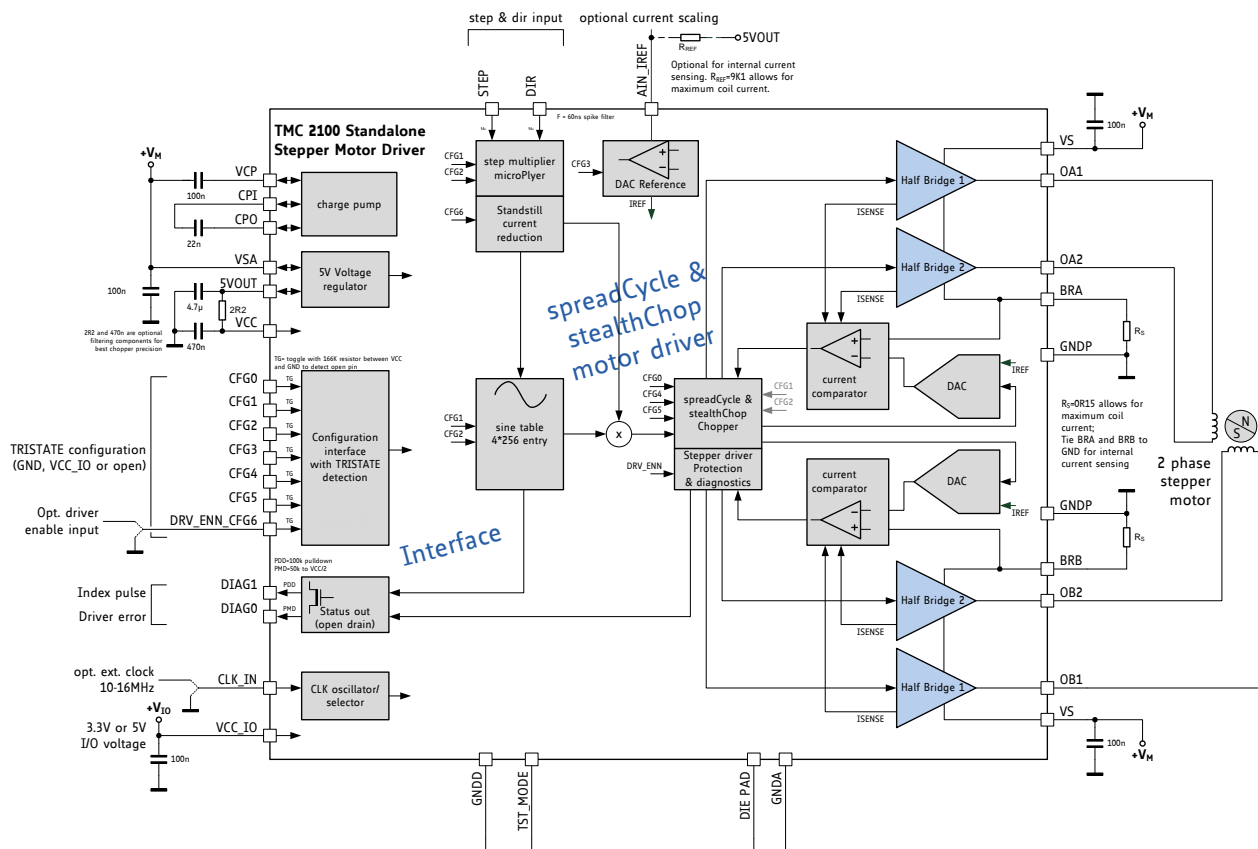 step & dir input
optional current scaling
5VOUT
RREF
Optional for internal current
sensing. RREF=9K1 allows for
maximum coil current.
STEP
DIR
AIN_IREF
F = 60ns spike filter
TMC 2100 Standalone
Stepper Motor Driver
+VM
VCP
100n
CPI
CPO
22n
charge pump
VSA
100n
5VOUT
4.7µ
2R2
VCC
470n
5V Voltage
regulator
2R2 and 470n are optional
filtering components for
best chopper precision
CFG1
CFG2
step multiplier
microPlyer
CFG6
Standstill
current
reduction
CFG3
DAC Reference
IREF
spreadCycle &
stealthChop
motor driver
TG= toggle with 166K resistor between VCC
and GND to detect open pin
CFG0
TG
CFG1
TG
CFG2
TG
CFG3
TG
CFG4
TG
CFG5
TG
DRV_ENN_CFG6
TG
TRISTATE configuration
(GND, VCC_IO or open)
Opt. driver
enable input
Configuration
interface
with TRISTATE
detection
CFG1
CFG2
sine table
4*256 entry
x
CFG0
CFG4
CFG5
CFG1
CFG2
spreadCycle &
stealthChop
Chopper
DRV_ENN
Stepper driver
Protection
& diagnostics
Interface
PDD=100k pulldown
PMD=50k to VCC/2
Index pulse
DIAG1
PDD
Driver error
DIAG0
PMD
Status out
(open drain)
opt. ext. clock
10-16MHz
CLK_IN
CLK oscillator/
selector
+VIO
3.3V or 5V
I/O voltage
VCC_IO
100n
GNDD
TST_MODE
DIE PAD
GNDA
Half Bridge 1
ISENSE
Half Bridge 2
ISENSE
current
comparator
DAC
IREF
current
comparator
DAC
IREF
Half Bridge 2
ISENSE
Half Bridge 1
ISENSE
100n
+VM
VS
OA1
OA2
BRA
RS
GNDP
RS=0R15 allows for
maximum coil
current;
Tie BRA and BRB to
GND for internal
current sensing
N
S
2 phase
stepper
motor
GNDP
RS
BRB
OB2
OB1
VS
100n
+VM